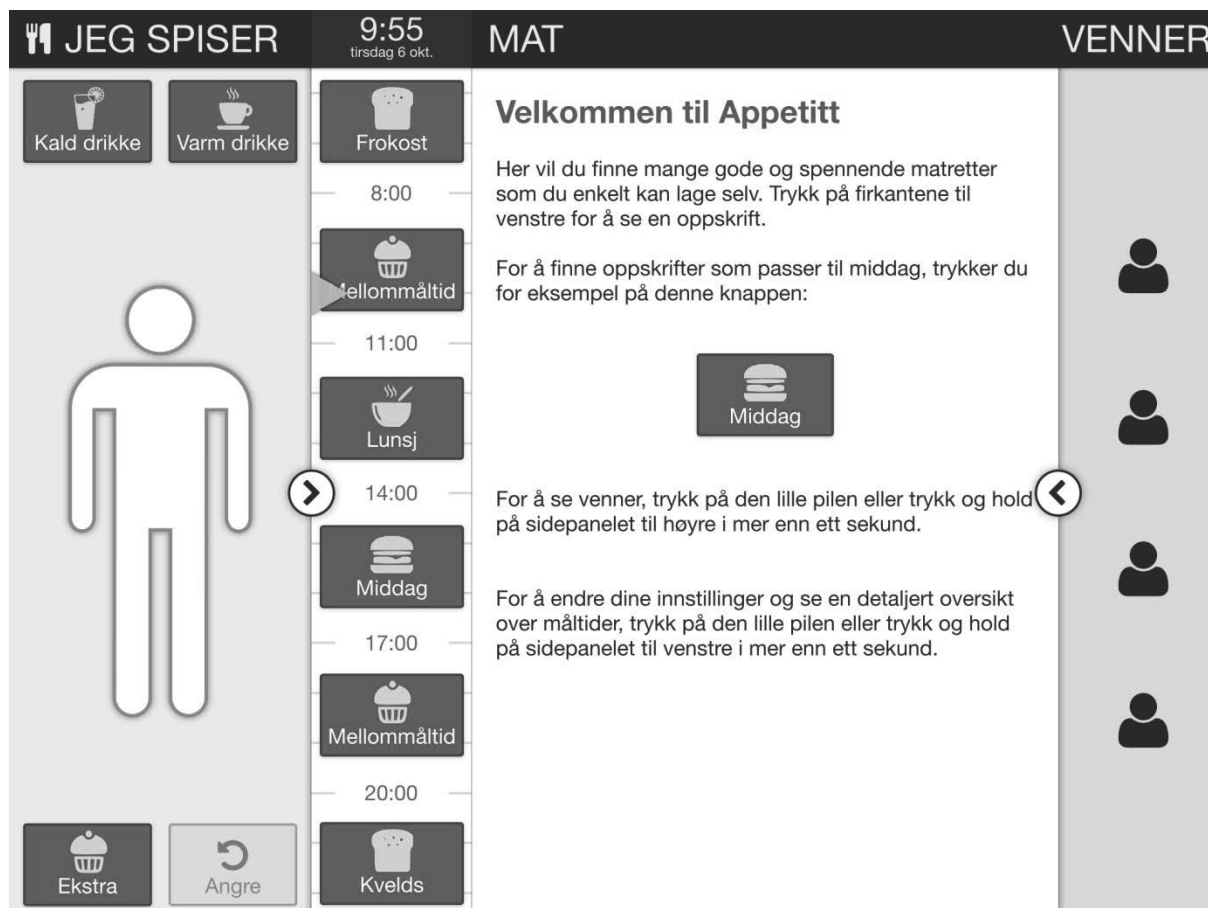 JEG SPISER
9:55
tirsdag 6 okt.
MAT
VENNER
Kald drikke
Varm drikke
Ekstra
Angre
Frokost
8:00
Mellommåltid
11:00
Lunsj
14:00
Middag
17:00
Mellommåltid
20:00
Kvelds
Velkommen til Appetitt
Her vil du finne mange gode og spennende matretter
som du enkelt kan lage selv. Trykk på firkantene til
venstre for å se en oppskrift.
For å finne oppskrifter som passer til middag, trykker du
for eksempel på denne knappen:
Middag
For å se venner, trykk på den lille pilen eller trykk og hold
på sidepanelet til høyre i mer enn ett sekund.
For å endre dine innstillinger og se en detaljert oversikt
over måltider, trykk på den lille pilen eller trykk og hold
på sidepanelet til venstre i mer enn ett sekund.